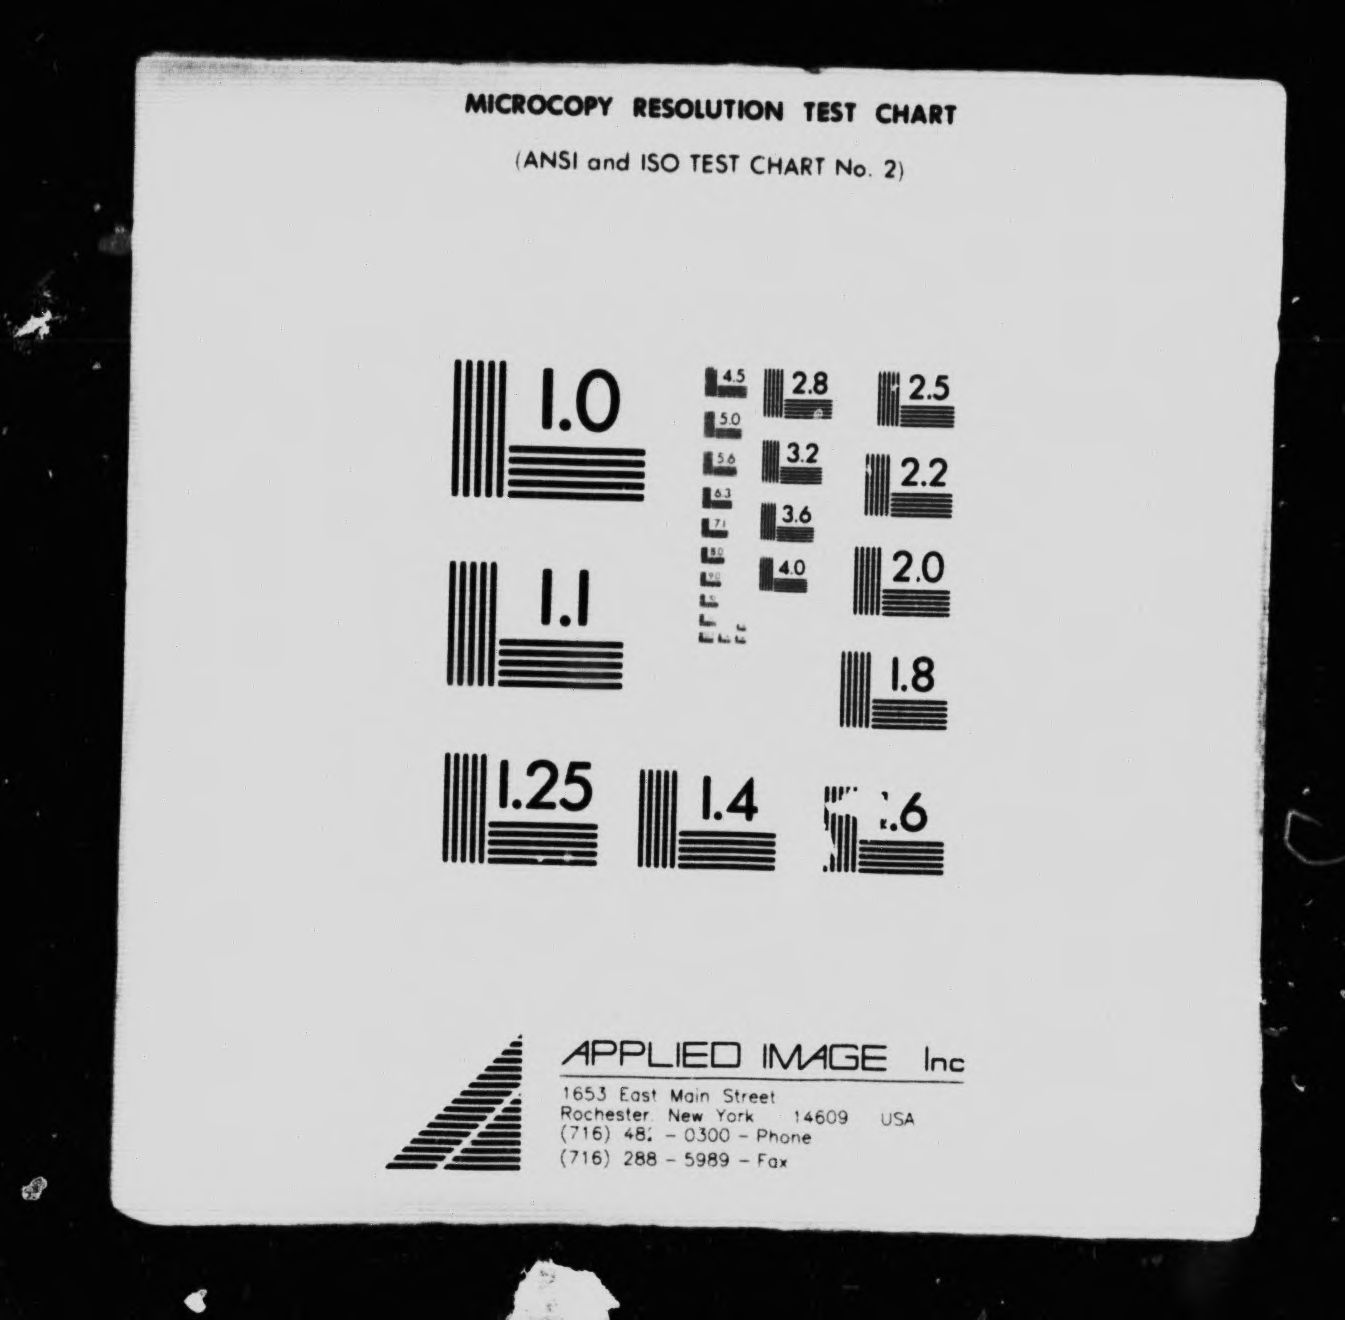 MICROCOPY RESOLUTION TEST CHART
(ANSI and ISO TEST CHART No. 2)
1.0
1.1
1.25
1.4
4.5
5.0
5.6
6.3
7.1
8.0
9.0
2.8
3.2
3.6
4.0
2.5
2.2
2.0
1.8
.6
APPLIED IMAGE Inc
1653 East Main Street
Rochester, New York 14609 USA
(716) - 0300 - Phone
(716) 288 - 5989 - Fax